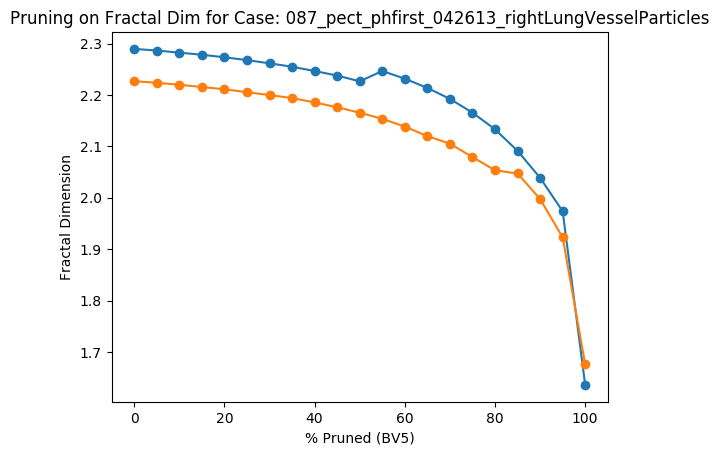 Pruning on Fractal Dim for Case: 087_pect_phfirst_042613_rightLungVesselParticles
2.3
2.2
2.1
2.0
1.9
1.8
1.7
Fractal Dimension
0 20 40 60 80 100
% Pruned (BV5)